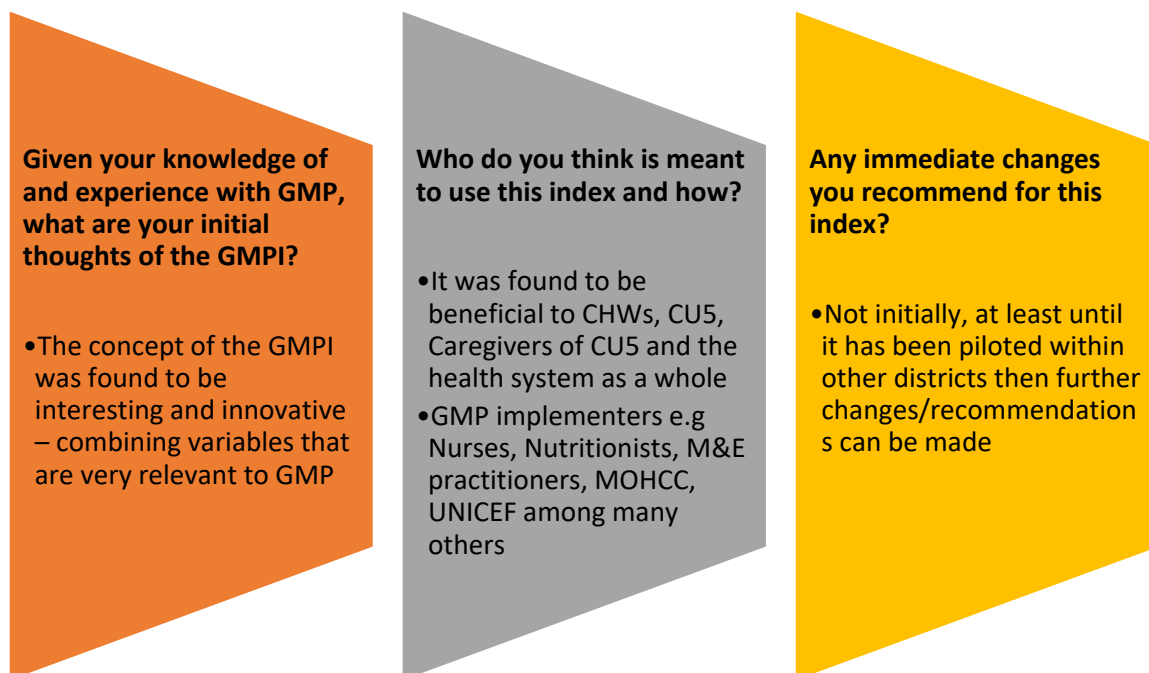 Given your knowledge of
and experience with GMP,
what are your initial
thoughts of the GMPI?
•The concept of the GMPI
was found to be
interesting and innovative
– combining variables that
are very relevant to GMP
Who do you think is meant
to use this index and how?
•It was found to be
beneficial to CHWs, CU5,
Caregivers of CU5 and the
health system as a whole
•GMP implementers e.g
Nurses, Nutritionists, M&E
practitioners, MOHCC,
UNICEF among many
others
Any immediate changes
you recommend for this
index?
•Not initially, at least until
it has been piloted within
other districts then further
changes/recommendation
s can be made